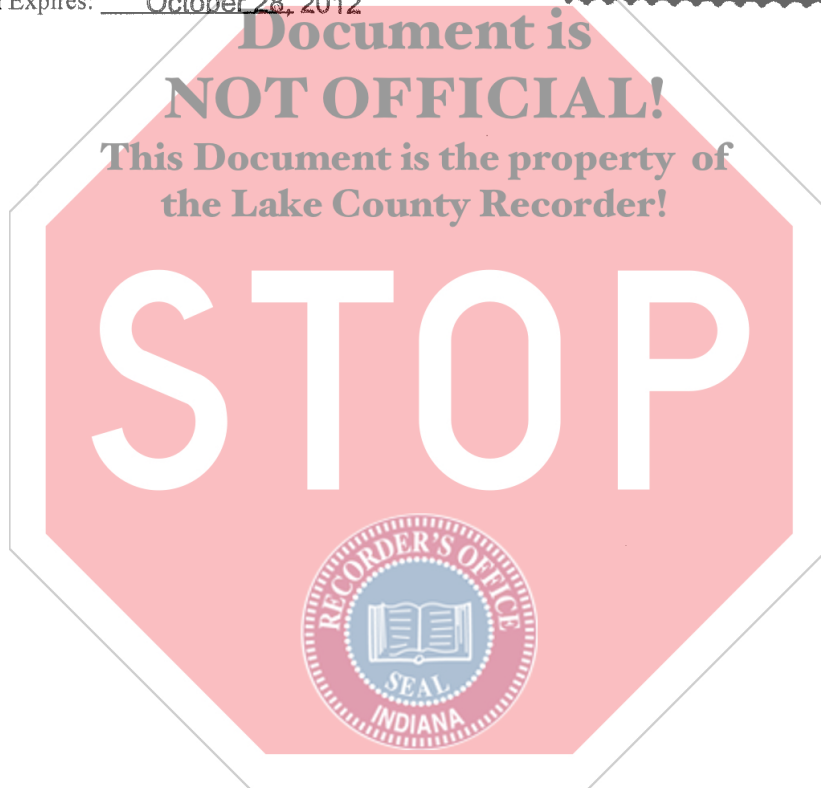 Expires: October 28, 2012
Document is
NOT OFFICIAL!
This Document is the property of
the Lake County Recorder!
STOP
RECORDER'S OFFICE
SEAL
INDIANA